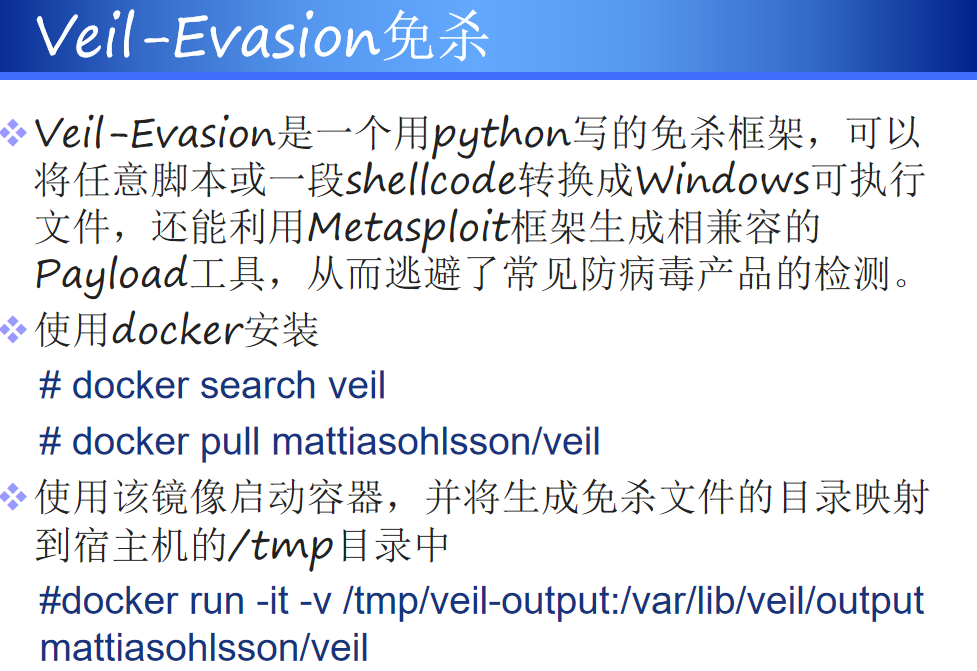 Veil-Evasion免杀
Veil-Evasion是一个用python写的免杀框架，可以
将任意脚本或一段shellcode转换成Windows可执行
文件，还能利用Metasploit框架生成相兼容的
Payload工具，从而逃避了常见防病毒产品的检测。
使用docker安装
# docker search veil
# docker pull mattiasohlsson/veil
使用该镜像启动容器，并将生成免杀文件的目录映射
到宿主机的/tmp目录中
#docker run -it -v /tmp/veil-output:/var/lib/veil/output
mattiasohlsson/veil